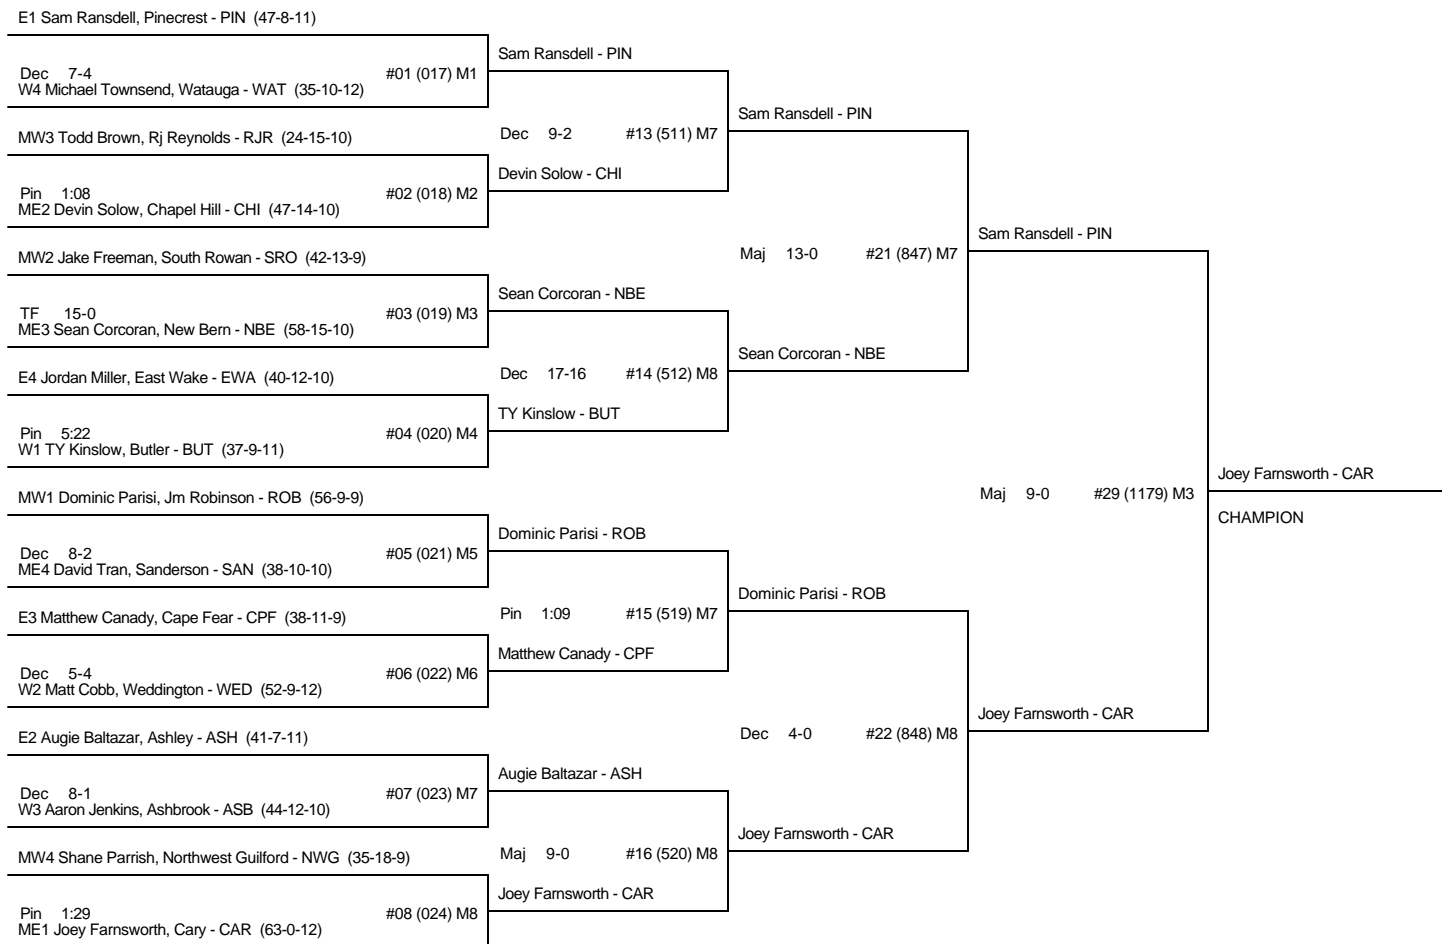 E1 Sam Ransdell, Pinecrest - PIN (47-8-11)
Sam Ransdell - PIN
Dec 7-4 #01 (017) M1
W4 Michael Townsend, Watauga - WAT (35-10-12)
Sam Ransdell - PIN
MW3 Todd Brown, Rj Reynolds - RJR (24-15-10)
Dec 9-2 #13 (511) M7
Devin Solow - CHI
Pin 1:08 #02 (018) M2
ME2 Devin Solow, Chapel Hill - CHI (47-14-10)
Sam Ransdell - PIN
MW2 Jake Freeman, South Rowan - SRO (42-13-9)
Maj 13-0 #21 (847) M7
Sean Corcoran - NBE
TF 15-0 #03 (019) M3
ME3 Sean Corcoran, New Bern - NBE (58-15-10)
Sean Corcoran - NBE
E4 Jordan Miller, East Wake - EWA (40-12-10)
Dec 17-16 #14 (512) M8
TY Kinslow - BUT
Pin 5:22 #04 (020) M4
W1 TY Kinslow, Butler - BUT (37-9-11)
Joey Farnsworth - CAR
MW1 Dominic Parisi, Jm Robinson - ROB (56-9-9)
Maj 9-0 #29 (1179) M3
CHAMPION
Dominic Parisi - ROB
Dec 8-2 #05 (021) M5
ME4 David Tran, Sanderson - SAN (38-10-10)
Dominic Parisi - ROB
E3 Matthew Canady, Cape Fear - CPF (38-11-9)
Pin 1:09 #15 (519) M7
Matthew Canady - CPF
Dec 5-4 #06 (022) M6
W2 Matt Cobb, Weddington - WED (52-9-12)
Joey Farnsworth - CAR
E2 Augie Baltazar, Ashley - ASH (41-7-11)
Dec 4-0 #22 (848) M8
Augie Baltazar - ASH
Dec 8-1 #07 (023) M7
W3 Aaron Jenkins, Ashbrook - ASB (44-12-10)
Joey Farnsworth - CAR
MW4 Shane Parrish, Northwest Guilford - NWG (35-18-9)
Maj 9-0 #16 (520) M8
Joey Farnsworth - CAR
Pin 1:29 #08 (024) M8
ME1 Joey Farnsworth, Cary - CAR (63-0-12)